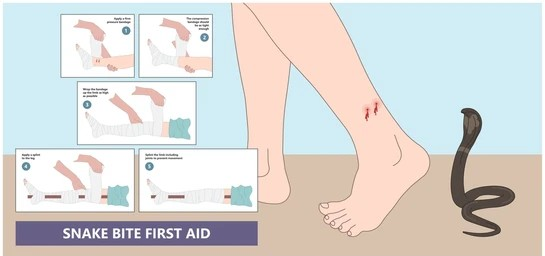 Apply a firm
pressure bandage
1
The compression
bandage should
be as tight
enough
2
Wrap the bandage
up the limb as high
as possible
3
Apply a splint
to the leg
4
Splint the limb including
joints to prevent movement
5
SNAKE BITE FIRST AID